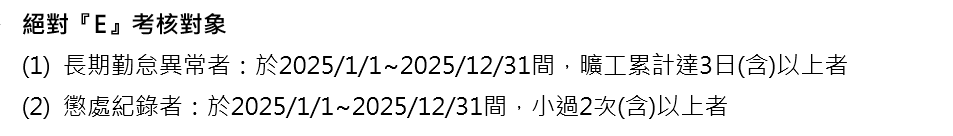 絕對『E』考核對象
(1) 長期勤怠異常者：於2025/1/1~2025/12/31間，曠工累計達3日(含)以上者
(2) 懲處紀錄者：於2025/1/1~2025/12/31間，小過2次(含)以上者